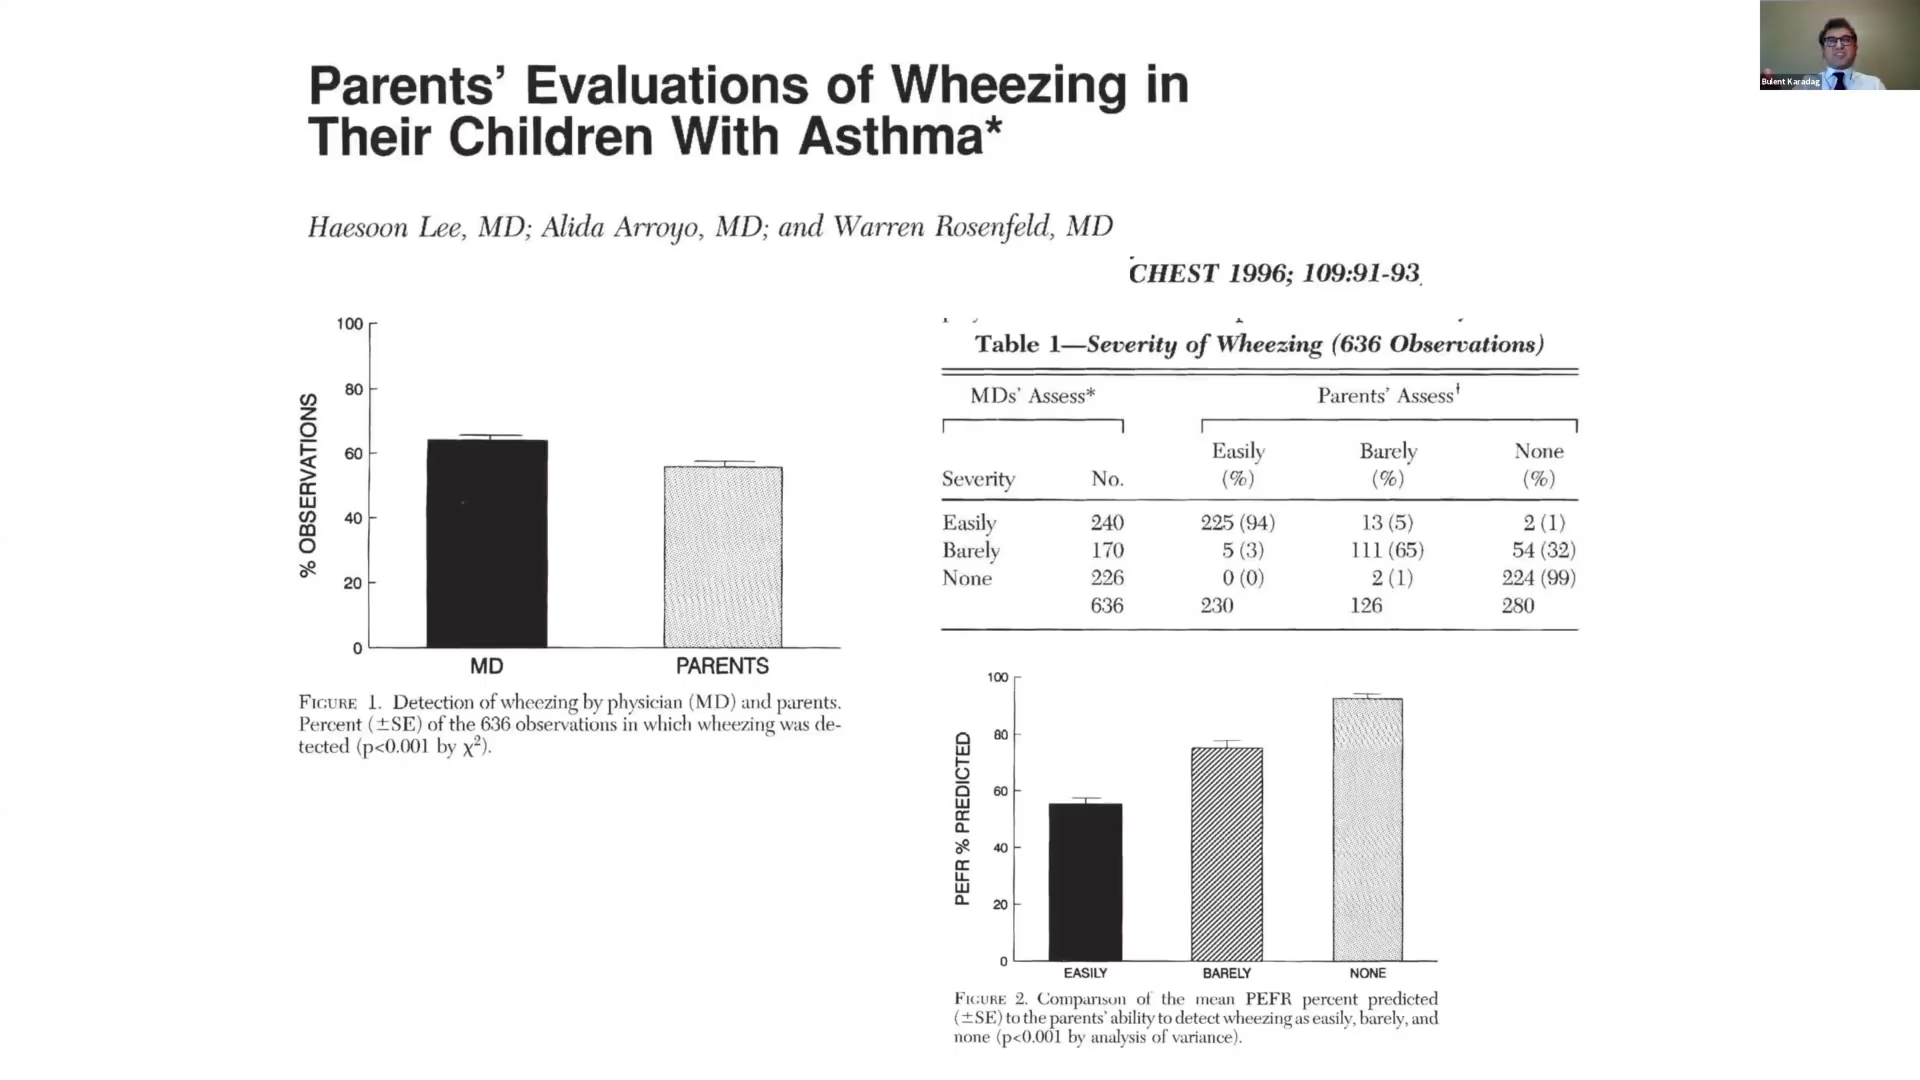 Bulent Karadag
Parents' Evaluations of Wheezing in
Their Children With Asthma*
Haesoon Lee, MD; Alida Arroyo, MD; and Warren Rosenfeld, MD
CHEST 1996; 109:91-93
% OBSERVATIONS
100
80
60
40
20
0
MD PARENTS
FIGURE 1. Detection of wheezing by physician (MD) and parents.
Percent (±SE) of the 636 observations in which wheezing was de-
tected (p<0.001 by χ²).
Table 1—Severity of Wheezing (636 Observations)
MDs' Assess* Parents' Assess†
Easily Barely None
Severity No. (%) (%) (%)
Easily 240 225 (94) 13 (5) 2 (1)
Barely 170 5 (3) 111 (65) 54 (32)
None 226 0 (0) 2 (1) 224 (99)
636 230 126 280
PEFR % PREDICTED
100
80
60
40
20
0
EASILY BARELY NONE
FIGURE 2. Comparison of the mean PEFR percent predicted
(±SE) to the parents' ability to detect wheezing as easily, barely, and
none (p<0.001 by analysis of variance).